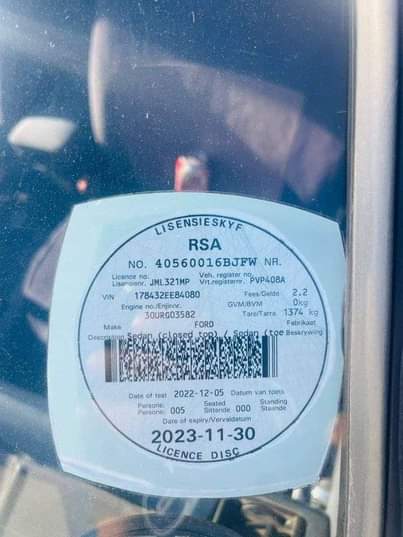 LISENSIESKYF
RSA
NO. 40560016BJFW NR.
Licence no. Veh. register no.
Lisensienr. JML321MP Vrt.registernr. PVP408A
VIN 178432EE84080 Fees/Gelde 2.2
Engine no./Enjinnr. GVM/BVM 0kg
30URG03582 Tare/Tarra 1374 kg
Make FORD Fabrikaat
Description Sedan (closed top) / Sedan (toe Beskrywing
Date of test 2022-12-05 Datum van toets
Persons: Seated Standing
Persone: 005 Sittende 000 Staande
Date of expiry/Vervaldatum
2023-11-30
LICENCE DISC